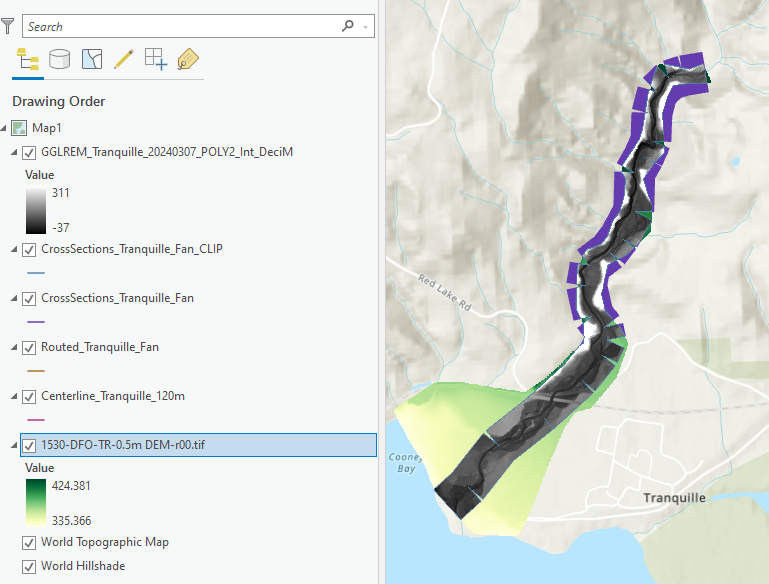 Search
Drawing Order
Map1
GGLREM_Tranquille_20240307_POLY2_Int_DeciM
Value
311
-37
CrossSections_Tranquille_Fan_CLIP
CrossSections_Tranquille_Fan
Routed_Tranquille_Fan
Centerline_Tranquille_120m
1530-DFO-TR-0.5m DEM-r00.tif
Value
424.381
335.366
World Topographic Map
World Hillshade
Red Lake Rd
Cooney
Bay
Tranquille